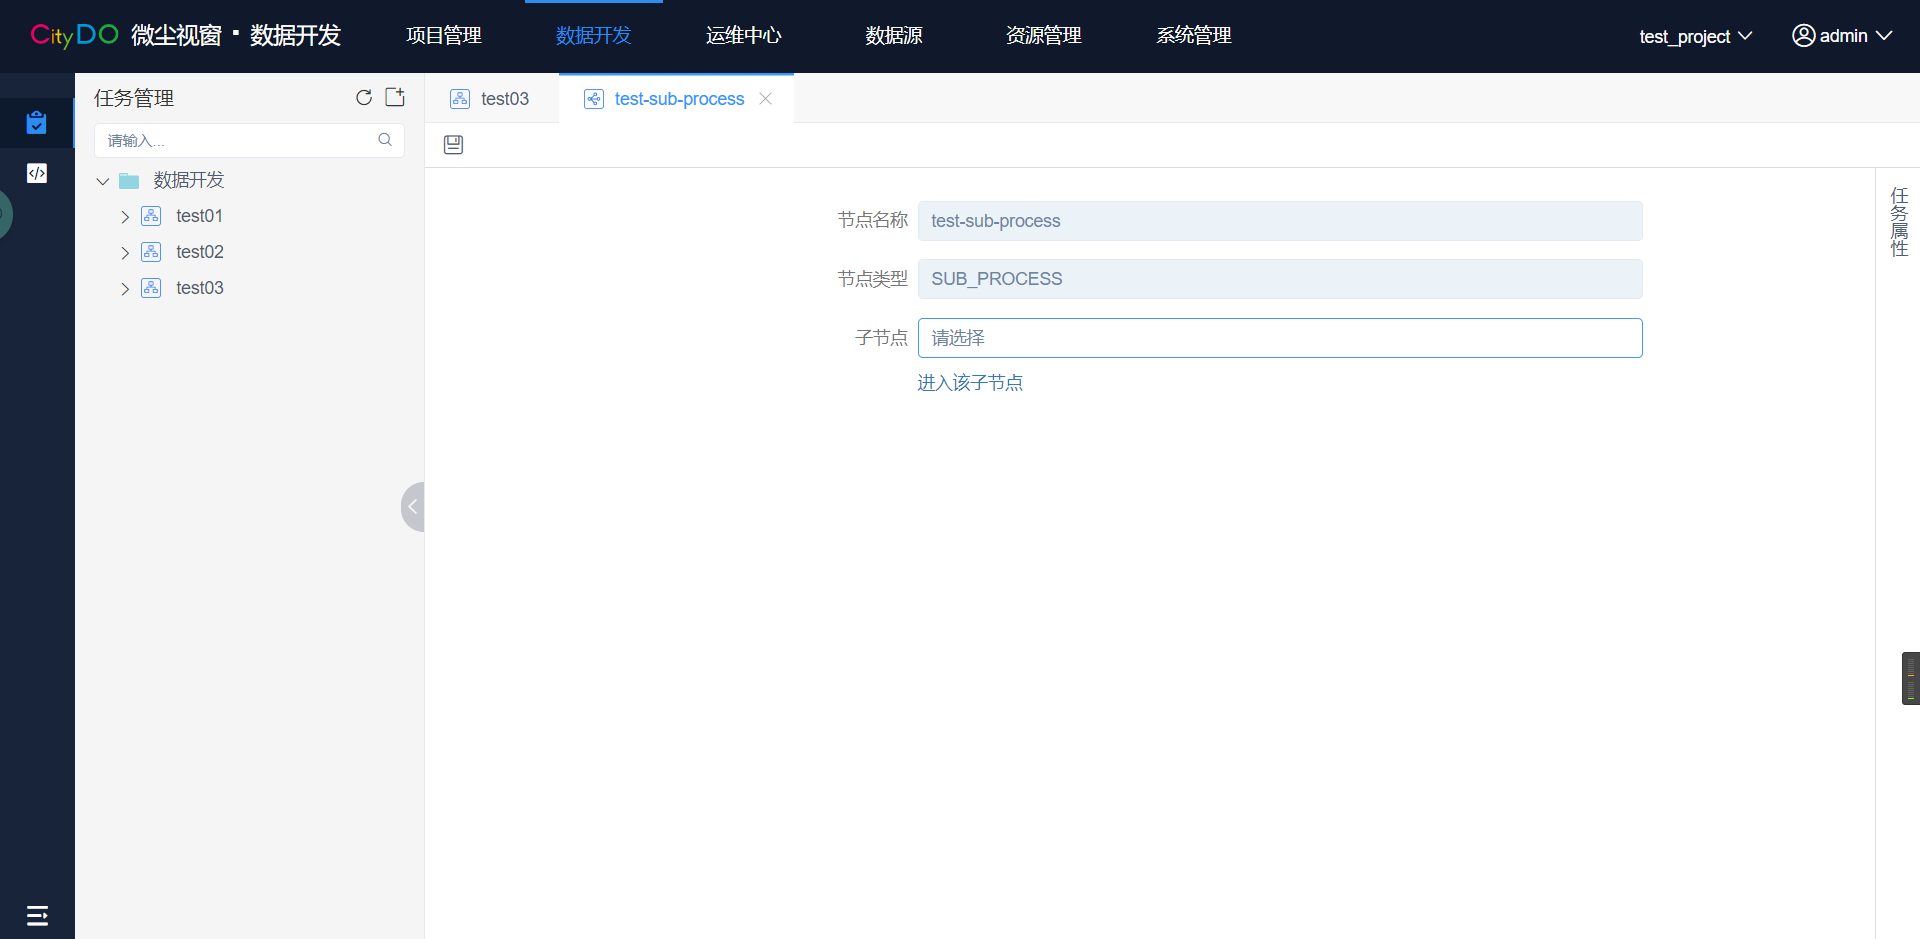 CityDO 微尘视窗 · 数据开发
项目管理
数据开发
运维中心
数据源
资源管理
系统管理
test_project
admin
任务管理
请输入...
数据开发
test01
test02
test03
test03
test-sub-process
节点名称 test-sub-process
节点类型 SUB_PROCESS
子节点 请选择
进入该子节点
任务属性